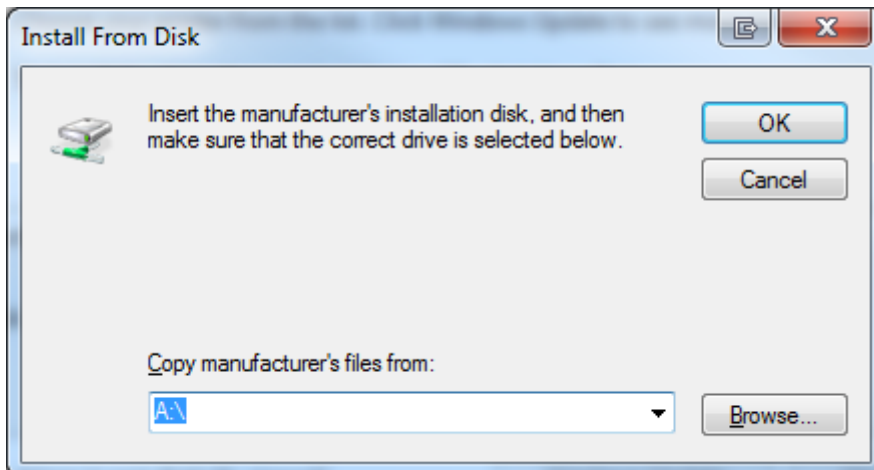 Install From Disk
Insert the manufacturer's installation disk, and then
make sure that the correct drive is selected below.
OK
Cancel
Copy manufacturer's files from:
A:\
Browse...